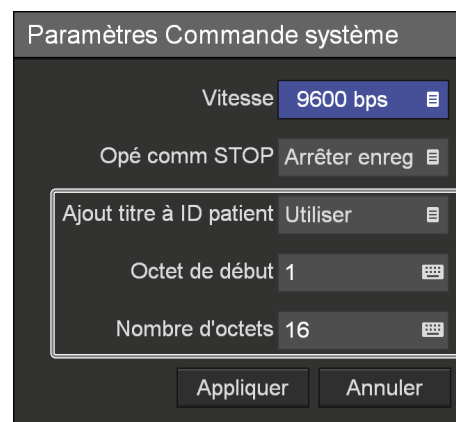 Paramètres Commande système
Vitesse 9600 bps
Opé comm STOP Arrêter enreg
Ajout titre à ID patient Utiliser
Octet de début 1
Nombre d'octets 16
Appliquer Annuler